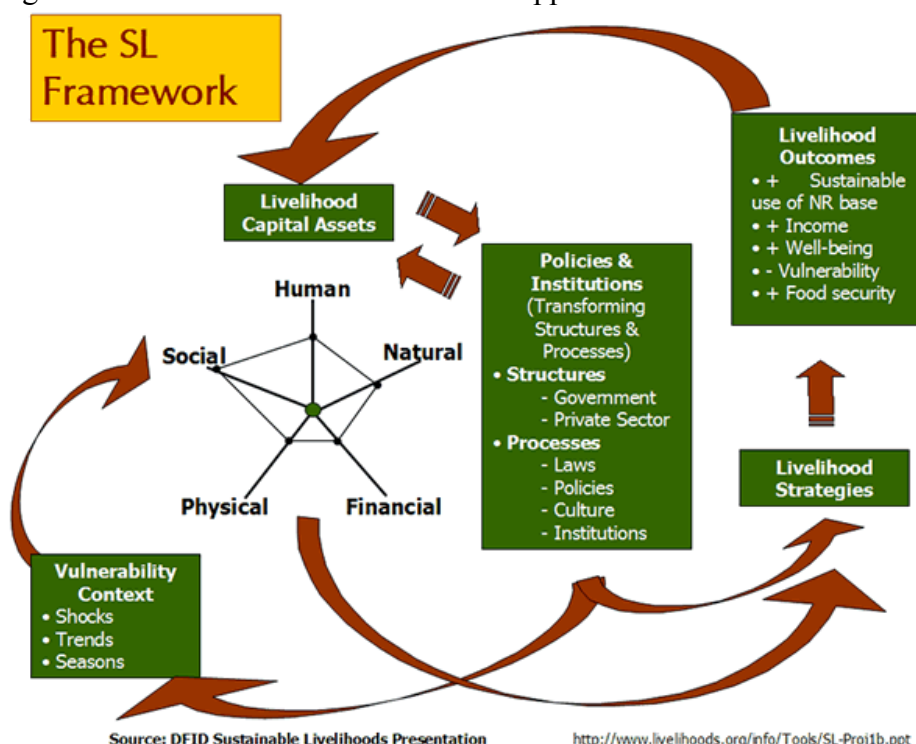 The SL
Framework
Livelihood
Outcomes
• + Sustainable
use of NR base
• + Income
• + Well-being
• - Vulnerability
• + Food security
Livelihood
Capital Assets
Policies &
Institutions
(Transforming
Structures &
Processes)
• Structures
- Government
- Private Sector
• Processes
- Laws
- Policies
- Culture
- Institutions
Human
Social
Natural
Physical
Financial
Livelihood
Strategies
Vulnerability
Context
• Shocks
• Trends
• Seasons
Source: DFID Sustainable Livelihoods Presentation
http://www.livelihoods.org/info/Tools/SL-Proj1b.ppt